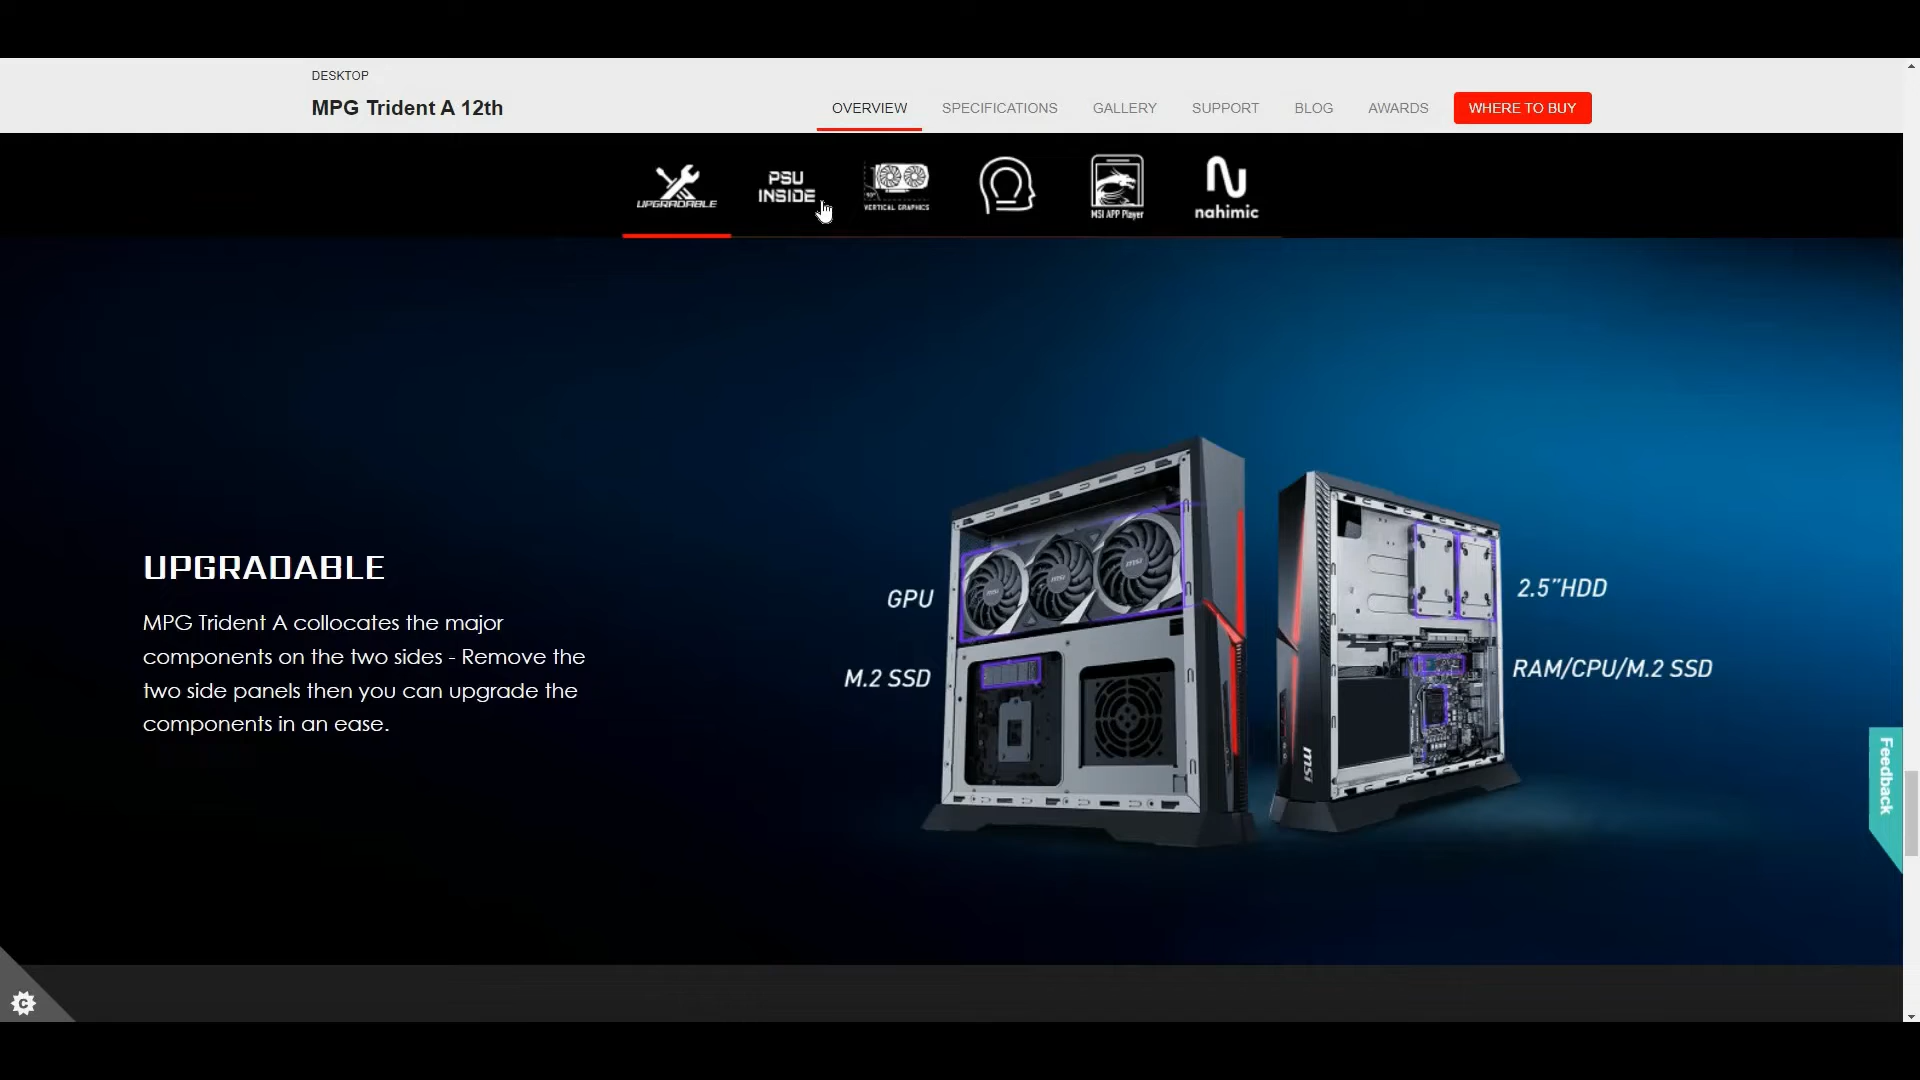 DESKTOP
MPG Trident A 12th
OVERVIEW SPECIFICATIONS GALLERY SUPPORT BLOG AWARDS WHERE TO BUY
UPGRADABLE
PSU
INSIDE
VERTICAL GRAPHICS
MSI APP Player
nahimic
UPGRADABLE
MPG Trident A collocates the major
components on the two sides - Remove the
two side panels then you can upgrade the
components in an ease.
GPU
M.2 SSD
2.5”HDD
RAM/CPU/M.2 SSD
msi
Feedback
C